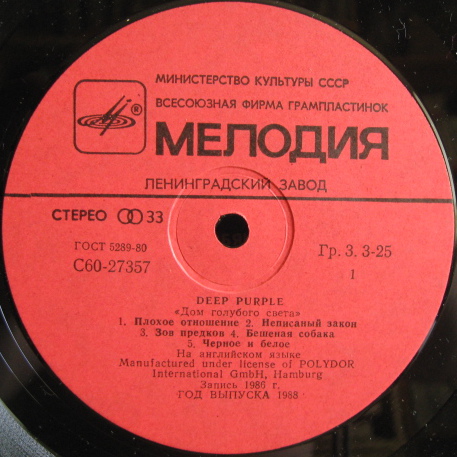 МИНИСТЕРСТВО КУЛЬТУРЫ СССР
ВСЕСОЮЗНАЯ ФИРМА ГРАМПЛАСТИНОК
®
МЕЛОДИЯ
ЛЕНИНГРАДСКИЙ ЗАВОД
СТЕРЕО 33
ГОСТ 5289-80
С60-27357
Гр. 3. 3-25
1
DEEP PURPLE
«Дом голубого света»
1. Плохое отношение 2. Неписаный закон
3. Зов предков 4. Бешеная собака
5. Черное и белое
На английском языке
Manufactured under license of POLYDOR
International GmbH, Hamburg
Запись 1986 г.
ГОД ВЫПУСКА 1988